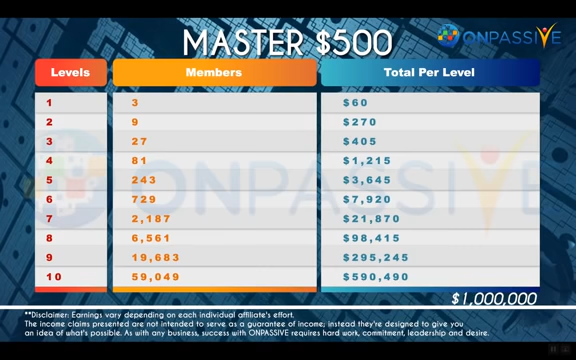 MASTER $500
ONPASSIVE
Levels Members Total Per Level
1 3 $60
2 9 $270
3 27 $405
4 81 $1,215
5 243 $3,645
6 729 $7,920
7 2,187 $21,870
8 6,561 $98,415
9 19,683 $295,245
10 59,049 $590,490
ONPASSIVE
$1,000,000
**Disclaimer: Earnings vary depending on each individual affiliate's effort.
The income claims presented are not intended to serve as a guarantee of income; instead they're designed to give you
an idea of what's possible. As with any business, success with ONPASSIVE requires hard work, commitment, leadership and desire.